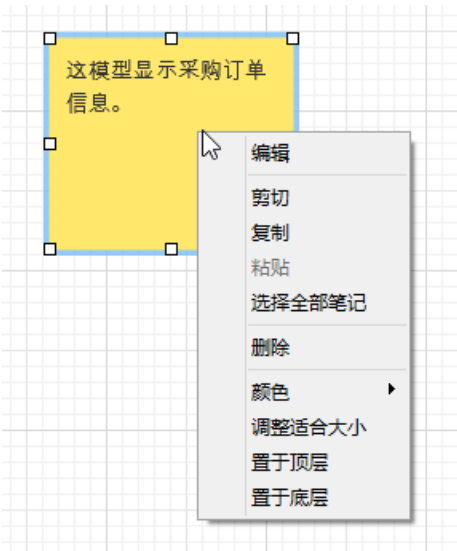 这模型显示采购订单
信息。
编辑
剪切
复制
粘贴
选择全部笔记
删除
颜色
调整适合大小
置于顶层
置于底层